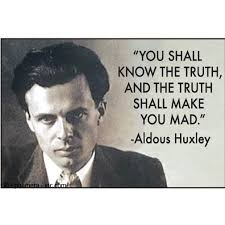 “YOU SHALL
KNOW THE TRUTH,
AND THE TRUTH
SHALL MAKE
YOU MAD.”
-Aldous Huxley